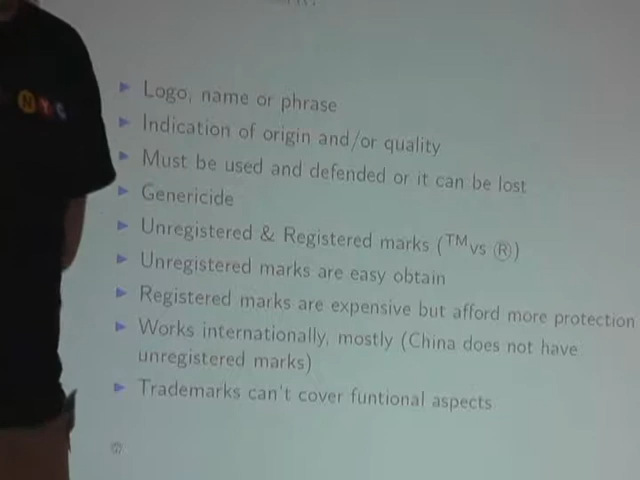 NYC
Logo, name or phrase
Indication of origin and/or quality
Must be used and defended or it can be lost
Genericide
Unregistered & Registered marks (™vs ®)
Unregistered marks are easy obtain
Registered marks are expensive but afford more protection
Works internationally, mostly (China does not have
unregistered marks)
Trademarks can't cover funtional aspects